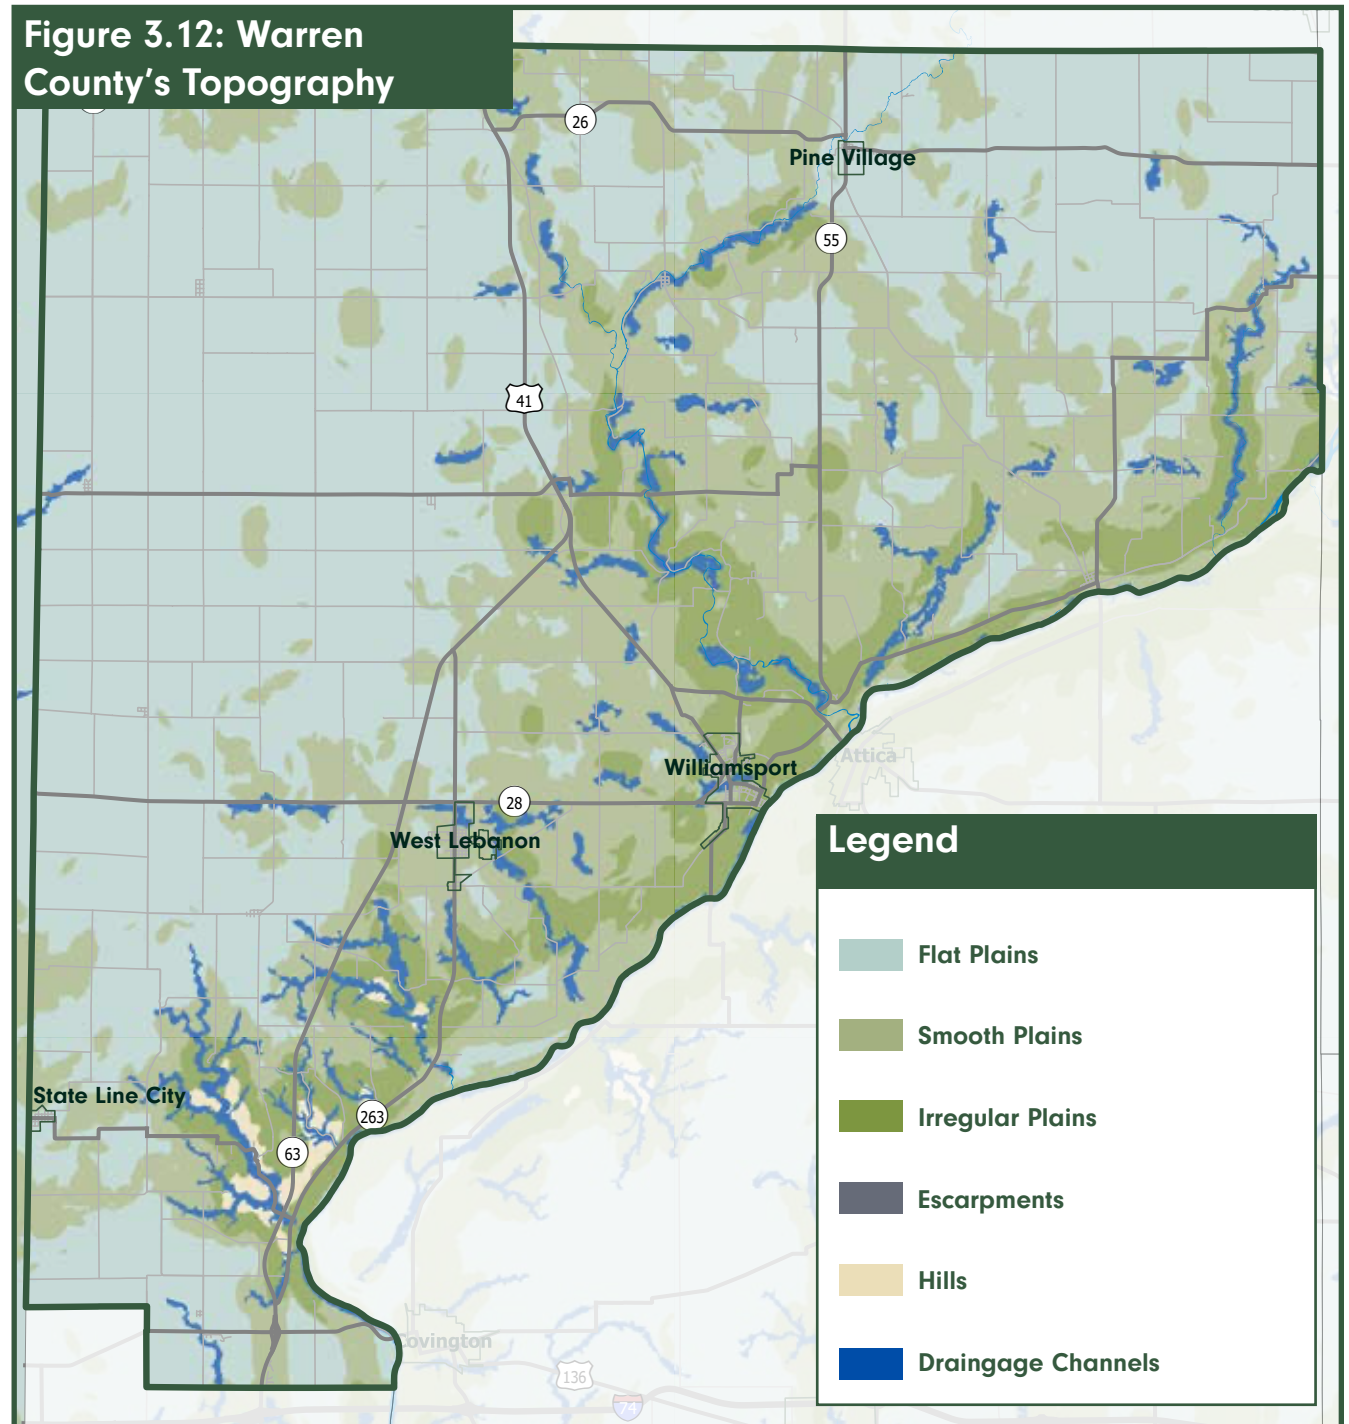 Figure 3.12: Warren
County's Topography
26
Pine Village
55
41
Williamsport
Attica
28
West Lebanon
Legend
Flat Plains
Smooth Plains
Irregular Plains
Escarpments
Hills
Draingage Channels
State Line City
263
63
Covington
136
74